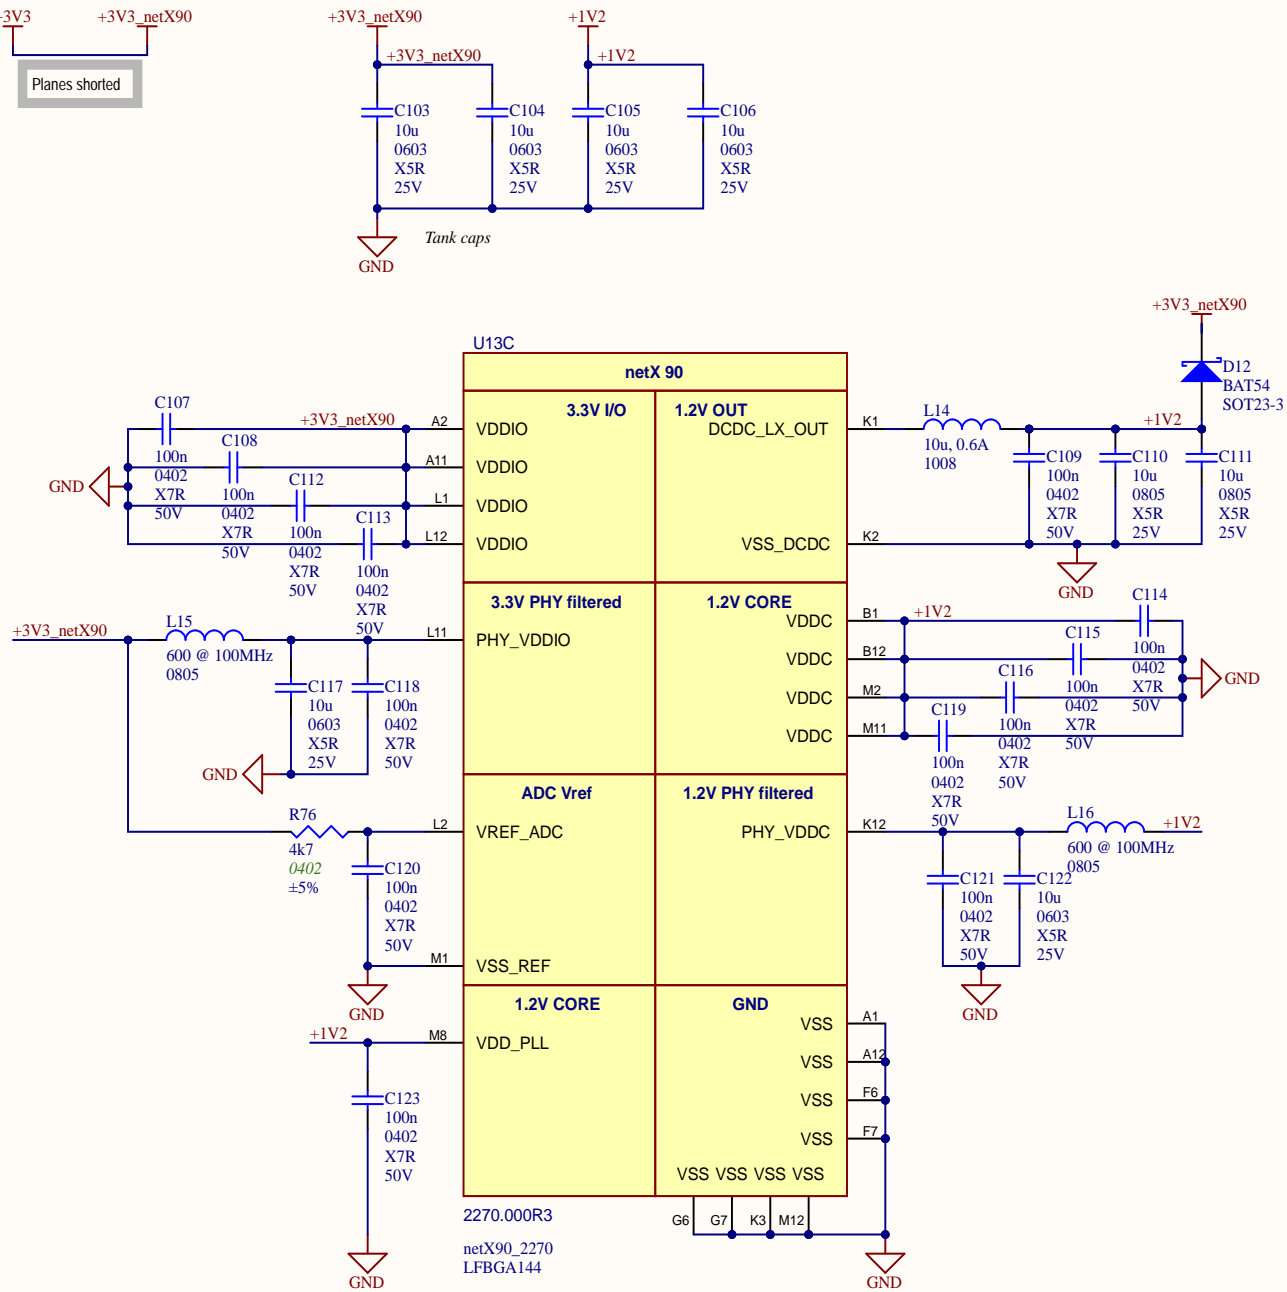 +3V3
+3V3_netX90
Planes shorted
+3V3_netX90
+3V3_netX90
+1V2
+1V2
C103
10u
0603
X5R
25V
C104
10u
0603
X5R
25V
C105
10u
0603
X5R
25V
C106
10u
0603
X5R
25V
Tank caps
GND
U13C
netX 90
3.3V I/O
+3V3_netX90
C107
100n
0402
X7R
50V
C108
100n
0402
X7R
50V
C112
100n
0402
X7R
50V
C113
100n
0402
X7R
50V
GND
A2
VDDIO
A11
VDDIO
L1
VDDIO
L12
VDDIO
1.2V OUT
DCDC_LX_OUT
K1
VSS_DCDC
K2
L14
10u, 0.6A
1008
+1V2
+3V3_netX90
D12
BAT54
SOT23-3
C109
100n
0402
X7R
50V
C110
10u
0805
X5R
25V
C111
10u
0805
X5R
25V
GND
3.3V PHY filtered
+3V3_netX90
L15
600 @ 100MHz
0805
L11
PHY_VDDIO
C117
10u
0603
X5R
25V
C118
100n
0402
X7R
50V
GND
1.2V CORE
VDDC
B1
VDDC
B12
VDDC
M2
VDDC
M11
+1V2
C114
100n
0402
X7R
50V
C115
100n
0402
X7R
50V
C116
100n
0402
X7R
50V
C119
100n
0402
X7R
50V
GND
ADC Vref
R76
4k7
0402
±5%
L2
VREF_ADC
C120
100n
0402
X7R
50V
M1
VSS_REF
GND
1.2V PHY filtered
PHY_VDDC
K12
L16
600 @ 100MHz
0805
+1V2
C121
100n
0402
X7R
50V
C122
10u
0603
X5R
25V
GND
1.2V CORE
+1V2
M8
VDD_PLL
C123
100n
0402
X7R
50V
GND
GND
VSS
A1
VSS
A12
VSS
F6
VSS
F7
VSS VSS VSS VSS
G6
G7
K3
M12
GND
2270.000R3
netX90_2270
LFBGA144